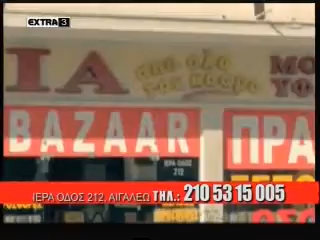 EXTRA 3
ΙΑ
απ' όλο
τον κόσμο
ΜΟ
ΥΦ
BAZAAR
ΠΡΑ
ΙΕΡΑ ΟΔΟΣ
212
ΙΕΡΑ ΟΔΟΣ 212, ΑΙΓΑΛΕΩ ΤΗΛ.: 210 53 15 005